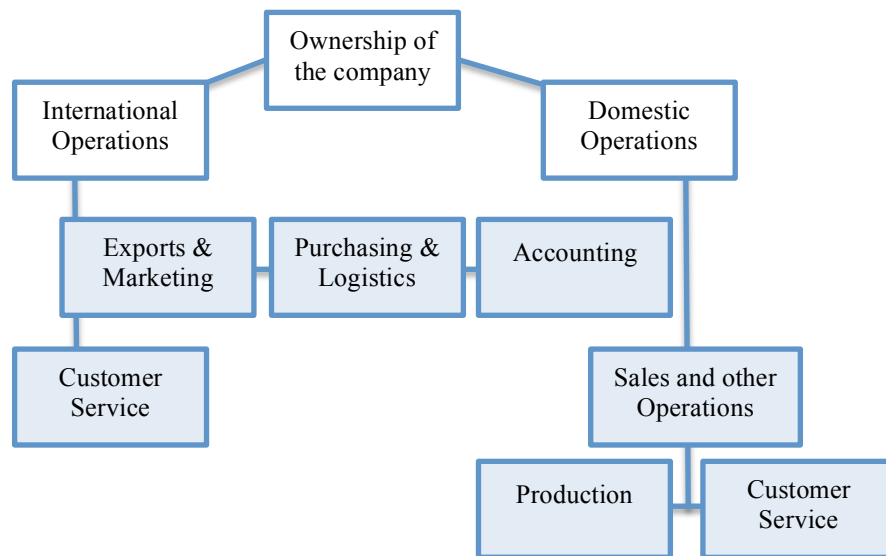 Ownership of
the company
International
Operations
Domestic
Operations
Exports &
Marketing
Purchasing &
Logistics
Accounting
Customer
Service
Sales and other
Operations
Production
Customer
Service